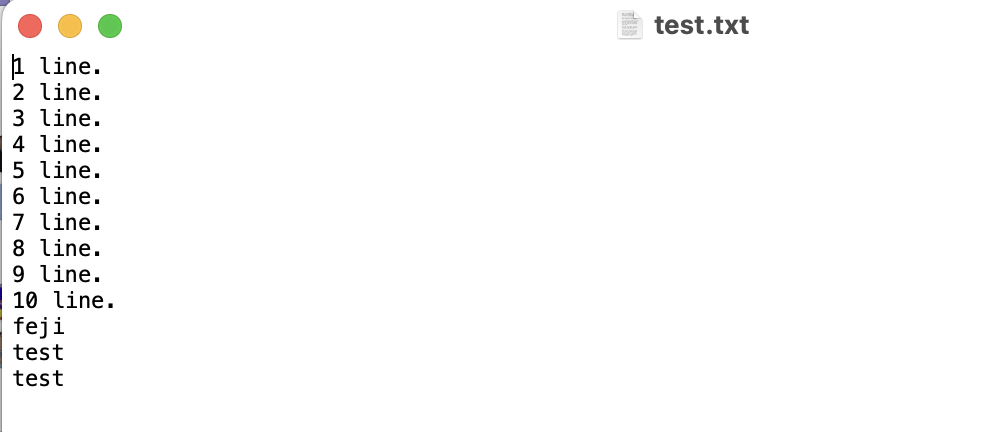 test.txt
1 line.
2 line.
3 line.
4 line.
5 line.
6 line.
7 line.
8 line.
9 line.
10 line.
feji
test
test